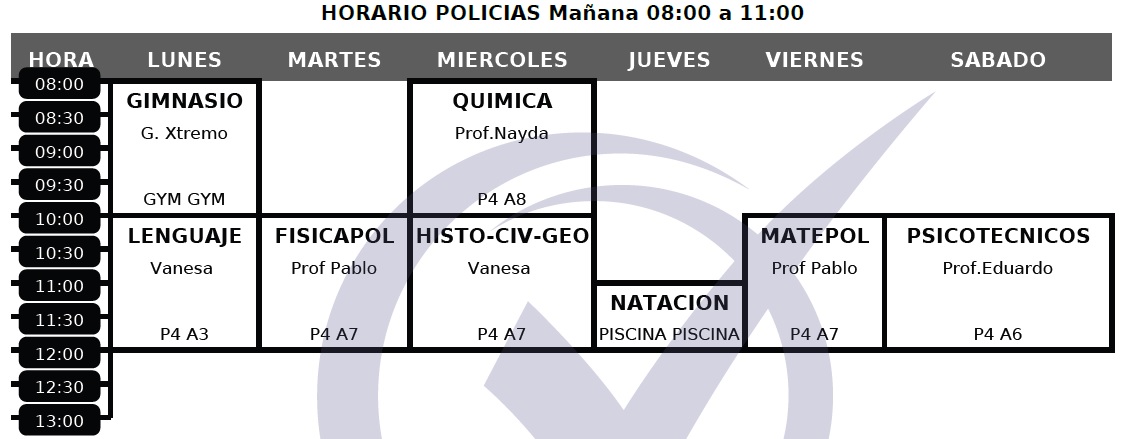 HORARIO POLICIAS Mañana 08:00 a 11:00
HORA LUNES MARTES MIERCOLES JUEVES VIERNES SABADO
08:00
GIMNASIO QUIMICA
08:30
G. Xtremo Prof.Nayda
09:00
09:30
GYM GYM P4 A8
10:00
LENGUAJE FISICAPOL HISTO-CIV-GEO MATEPOL PSICOTECNICOS
10:30
Vanesa Prof Pablo Vanesa Prof Pablo Prof.Eduardo
11:00
NATACION
11:30
P4 A3 P4 A7 P4 A7 PISCINA PISCINA P4 A7 P4 A6
12:00
12:30
13:00